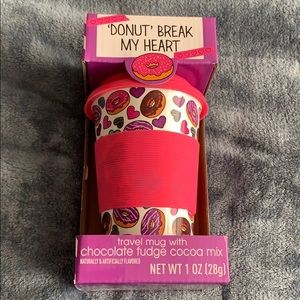 'DONUT' BREAK
MY HEART
travel mug with
chocolate fudge cocoa mix
NATURALLY & ARTIFICIALLY FLAVORED
NET WT 1 OZ (28g)